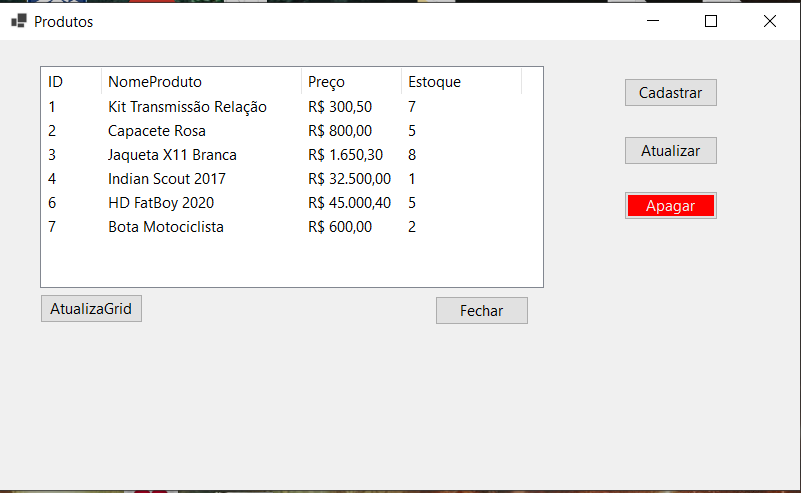 Produtos
ID NomeProduto Preço Estoque
1 Kit Transmissão Relação R$ 300,50 7
2 Capacete Rosa R$ 800,00 5
3 Jaqueta X11 Branca R$ 1.650,30 8
4 Indian Scout 2017 R$ 32.500,00 1
6 HD FatBoy 2020 R$ 45.000,40 5
7 Bota Motociclista R$ 600,00 2
Cadastrar
Atualizar
Apagar
AtualizaGrid
Fechar